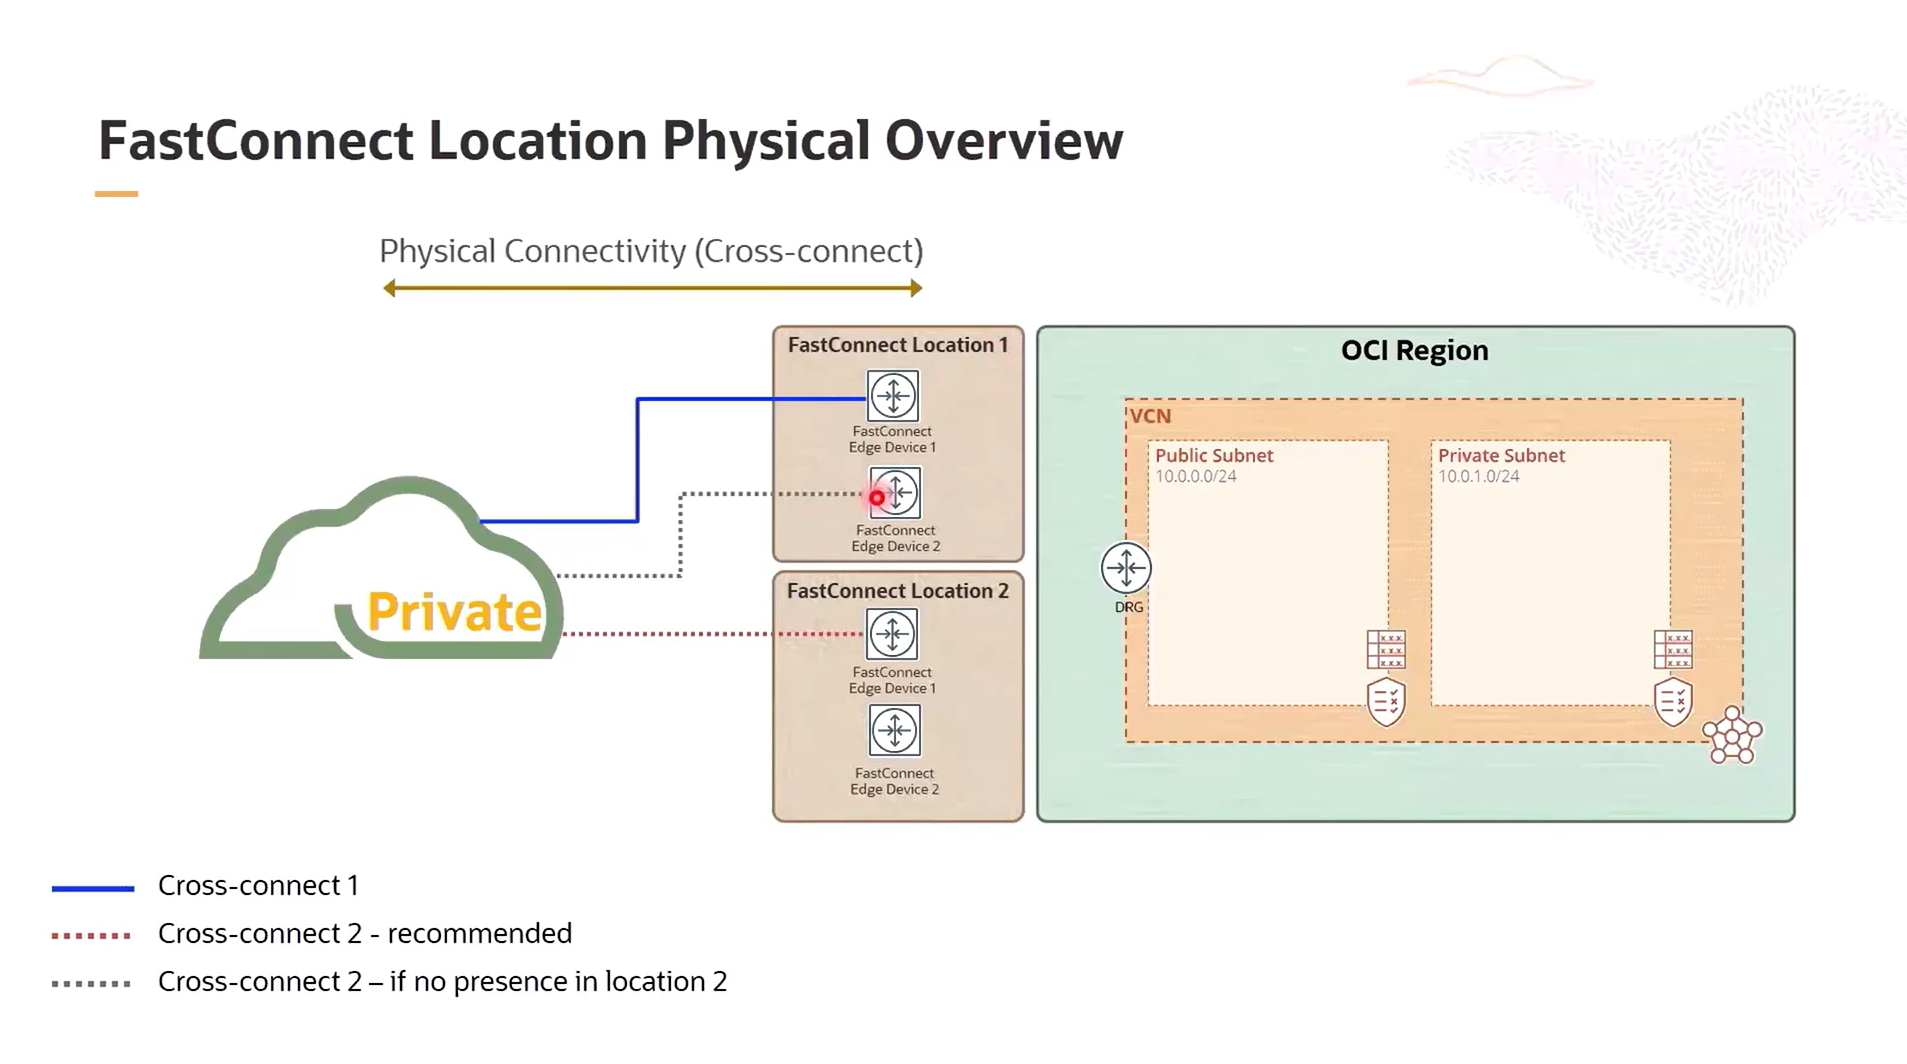 FastConnect Location Physical Overview
Physical Connectivity (Cross-connect)
FastConnect Location 1
FastConnect
Edge Device 1
FastConnect
Edge Device 2
FastConnect Location 2
FastConnect
Edge Device 1
FastConnect
Edge Device 2
Private
OCI Region
VCN
Public Subnet
10.0.0.0/24
Private Subnet
10.0.1.0/24
DRG
Cross-connect 1
Cross-connect 2 - recommended
Cross-connect 2 – if no presence in location 2